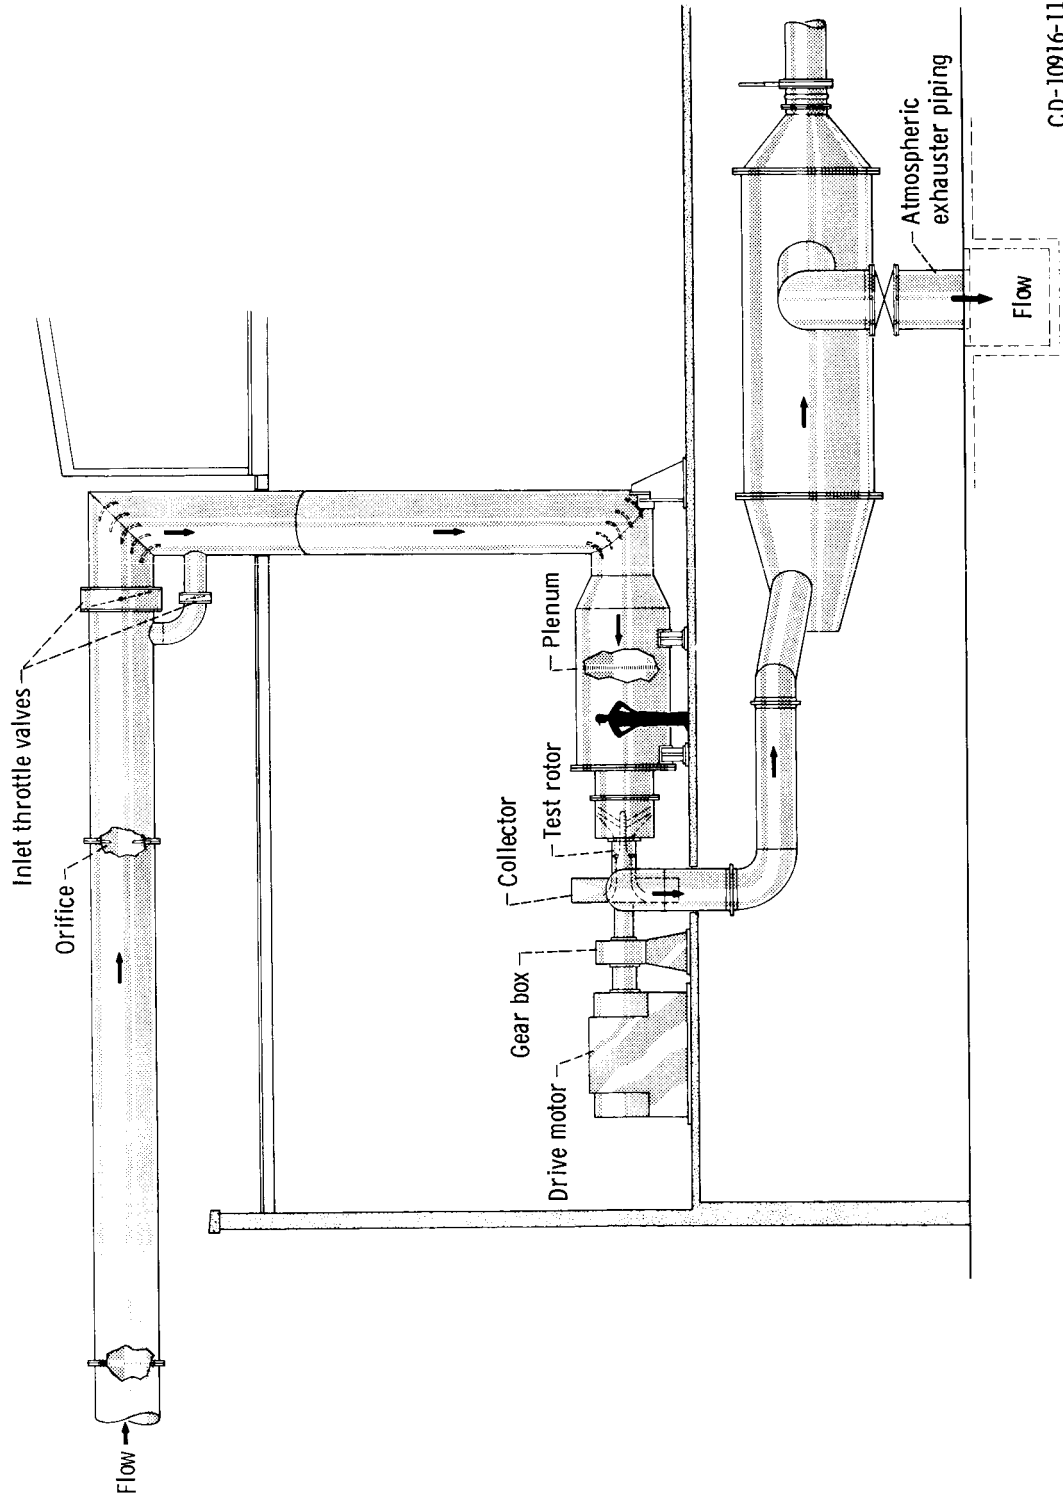 Flow
Inlet throttle valves
Orifice
Plenum
Test rotor
Collector
Gear box
Drive motor
Atmospheric
exhauster piping
Flow
CD-10916-11